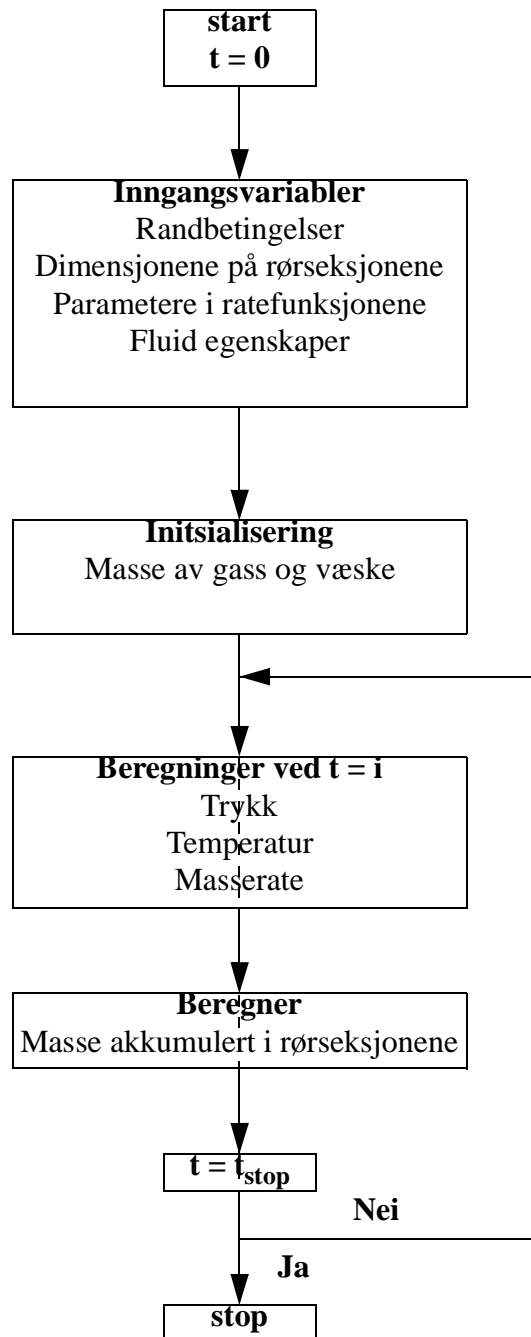 start
t = 0
Inngangsvariabler
Randbetingelser
Dimensjonene på rørseksjonene
Parametere i ratefunksjonene
Fluid egenskaper
Initsialisering
Masse av gass og væske
Beregninger ved t = i
Trykk
Temperatur
Masserate
Beregner
Masse akkumulert i rørseksjonene
t = tstop
Nei
Ja
stop